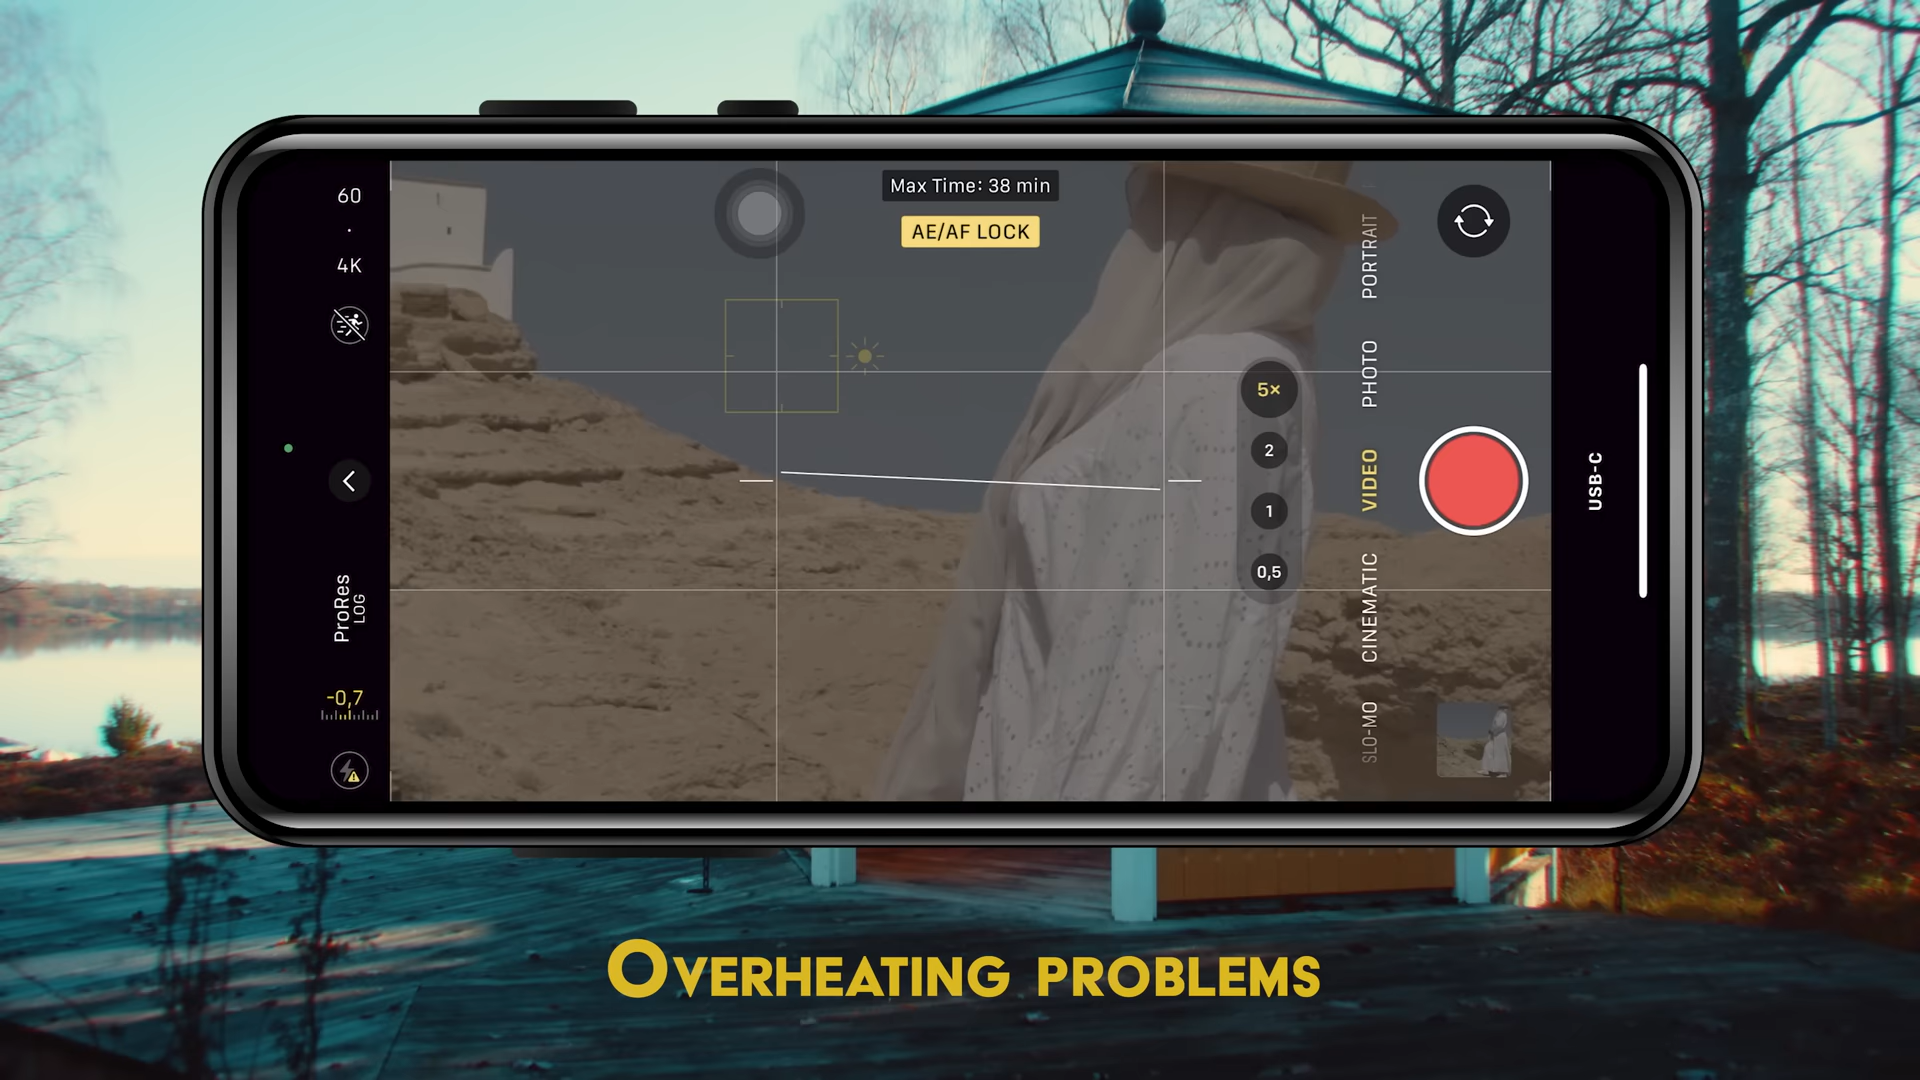 60
4K
ProRes
LOG
-0,7
Max Time: 38 min
AE/AF LOCK
5×
2
1
0,5
PORTRAIT
PHOTO
VIDEO
CINEMATIC
SLO-MO
USB-C
Overheating problems